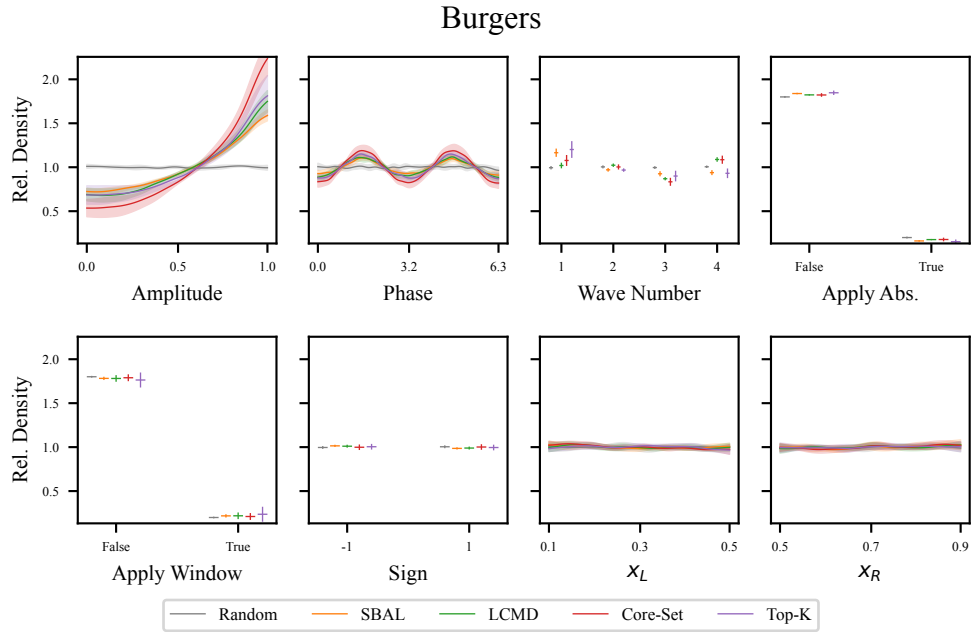 Burgers
Rel. Density
2.0
1.5
1.0
0.5
0.0 0.5 1.0
Amplitude
0.0 3.2 6.3
Phase
1 2 3 4
Wave Number
False True
Apply Abs.
Rel. Density
2.0
1.5
1.0
0.5
False True
Apply Window
-1 1
Sign
0.1 0.3 0.5
x_L
0.5 0.7 0.9
x_R
Random SBAL LCMD Core-Set Top-K